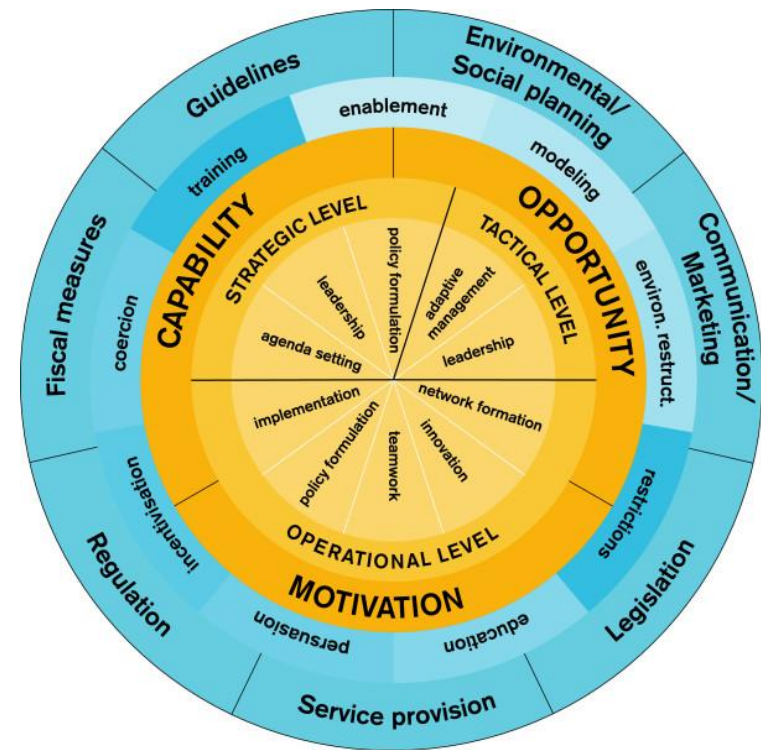 Guidelines
Environmental/
Social planning
Communication/
Marketing
Legislation
Service provision
Regulation
Fiscal measures
enablement
modeling
environ. restruct.
restrictions
education
persuasion
incentivisation
coercion
training
CAPABILITY
OPPORTUNITY
MOTIVATION
STRATEGIC LEVEL
TACTICAL LEVEL
OPERATIONAL LEVEL
policy formulation
adaptive
management
leadership
network formation
innovation
teamwork
policy formulation
implementation
agenda setting
leadership